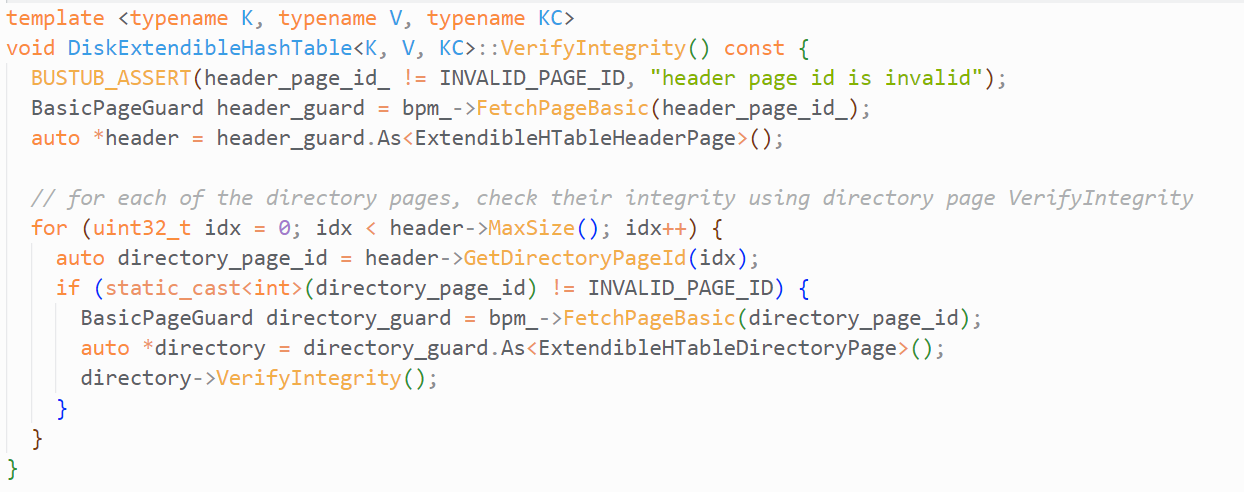 template <typename K, typename V, typename KC>
void DiskExtendibleHashTable<K, V, KC>::VerifyIntegrity() const {
  BUSTUB_ASSERT(header_page_id_ != INVALID_PAGE_ID, "header page id is invalid");
  BasicPageGuard header_guard = bpm_->FetchPageBasic(header_page_id_);
  auto *header = header_guard.As<ExtendibleHTableHeaderPage>();

  // for each of the directory pages, check their integrity using directory page VerifyIntegrity
  for (uint32_t idx = 0; idx < header->MaxSize(); idx++) {
    auto directory_page_id = header->GetDirectoryPageId(idx);
    if (static_cast<int>(directory_page_id) != INVALID_PAGE_ID) {
      BasicPageGuard directory_guard = bpm_->FetchPageBasic(directory_page_id);
      auto *directory = directory_guard.As<ExtendibleHTableDirectoryPage>();
      directory->VerifyIntegrity();
    }
  }
}